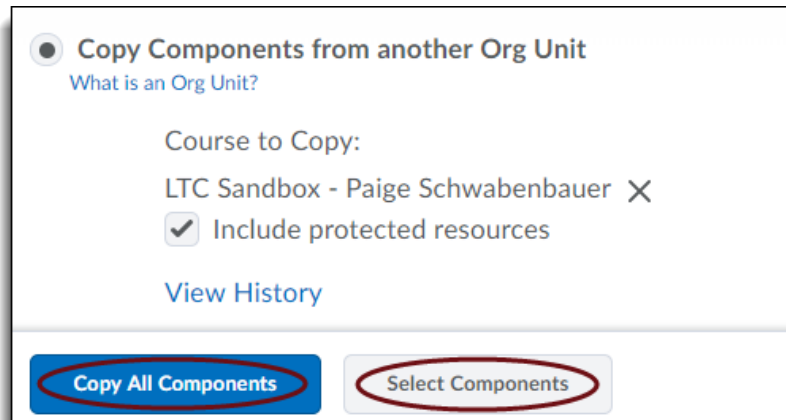 Copy Components from another Org Unit
What is an Org Unit?
Course to Copy:
LTC Sandbox - Paige Schwabenbauer
Include protected resources
View History
Copy All Components
Select Components